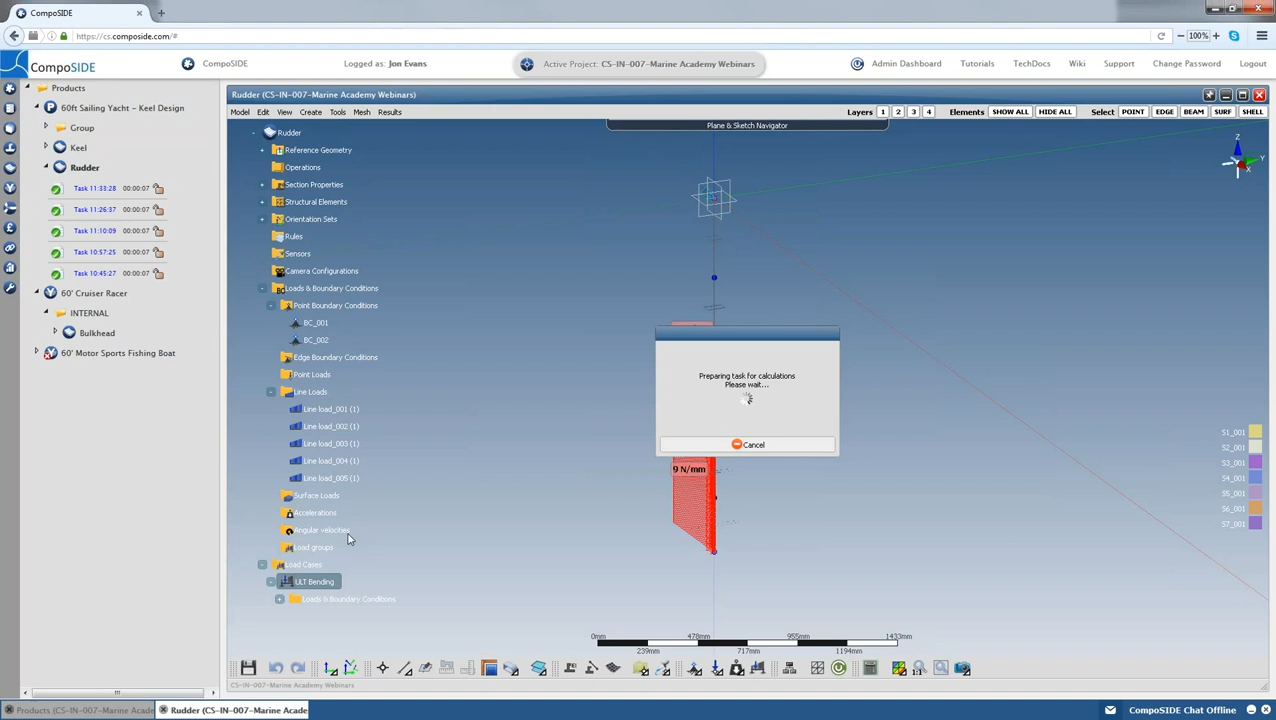 CompoSIDE
https://cs.composide.com/#
100%
CompoSIDE
CompoSIDE
Logged as: Jon Evans
Active Project: CS-IN-007-Marine Academy Webinars
Admin Dashboard
Tutorials
TechDocs
Wiki
Support
Change Password
Logout
Products
60ft Sailing Yacht - Keel Design
Group
Keel
Rudder
Task 11:33:28 00:00:07
Task 11:26:37 00:00:07
Task 11:10:09 00:00:07
Task 10:57:25 00:00:07
Task 10:45:27 00:00:07
60' Cruiser Racer
INTERNAL
Bulkhead
60' Motor Sports Fishing Boat
Rudder (CS-IN-007-Marine Academy Webinars)
Model Edit View Create Tools Mesh Results
Layers 1 2 3 4 Elements SHOW ALL HIDE ALL Select POINT EDGE BEAM SURF SHELL
Plane & Sketch Navigator
Rudder
Reference Geometry
Operations
Section Properties
Structural Elements
Orientation Sets
Rules
Sensors
Camera Configurations
BC Loads & Boundary Conditions
Point Boundary Conditions
BC_001
BC_002
Edge Boundary Conditions
Point Loads
Line Loads
Line load_001 (1)
Line load_002 (1)
Line load_003 (1)
Line load_004 (1)
Line load_005 (1)
Surface Loads
Accelerations
Angular velocities
Load groups
Load Cases
ULT Bending
Loads & Boundary Conditions
Z
Y
X
Preparing task for calculations
Please wait...
Cancel
9 N/mm
S1_001
S2_001
S3_001
S4_001
S5_001
S6_001
S7_001
0mm 478mm 955mm 1433mm
239mm 717mm 1194mm
CS-IN-007-Marine Academy Webinars
Products (CS-IN-007-Marine Acade
Rudder (CS-IN-007-Marine Acade
CompoSIDE Chat Offline